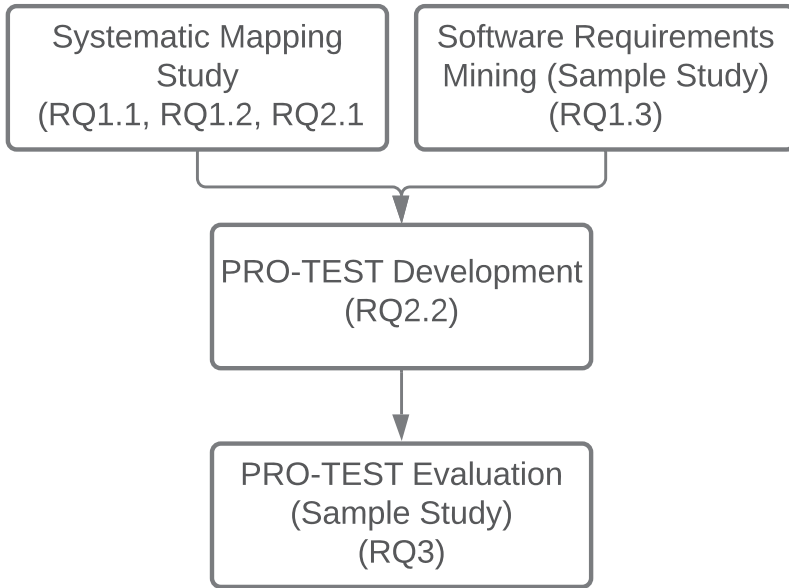 Systematic Mapping
Study
(RQ1.1, RQ1.2, RQ2.1
Software Requirements
Mining (Sample Study)
(RQ1.3)
PRO-TEST Development
(RQ2.2)
PRO-TEST Evaluation
(Sample Study)
(RQ3)